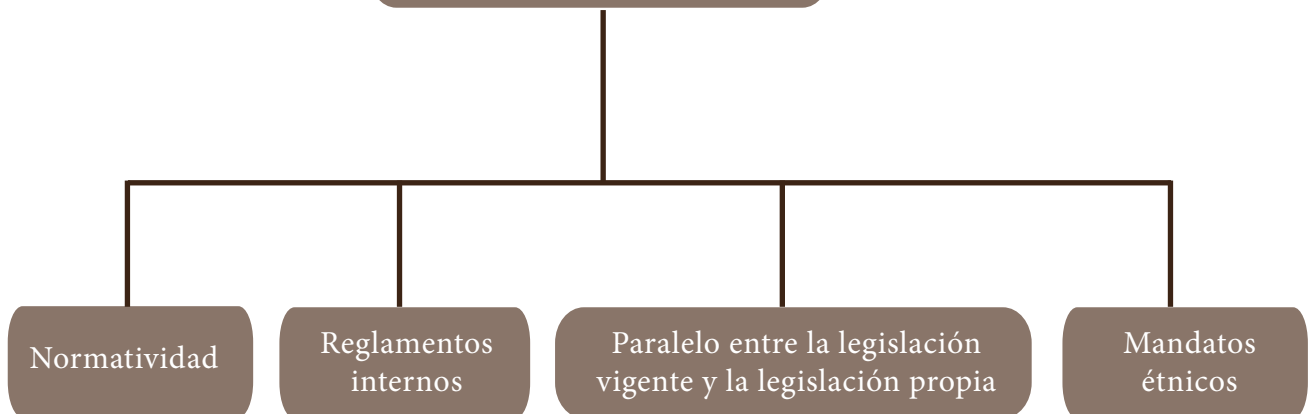 Normatividad
Reglamentos
internos
Paralelo entre la legislación
vigente y la legislación propia
Mandatos
étnicos